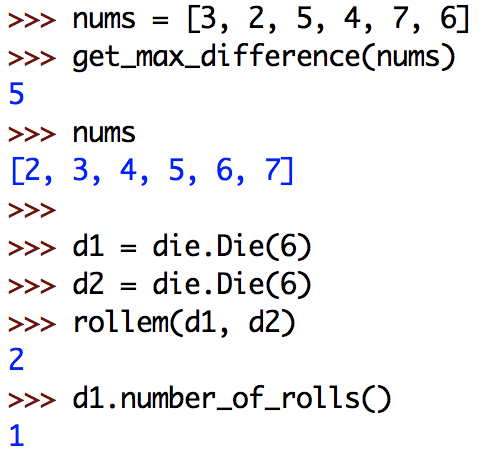 >>> nums = [3, 2, 5, 4, 7, 6]
>>> get_max_difference(nums)
5
>>> nums
[2, 3, 4, 5, 6, 7]
>>>
>>> d1 = die.Die(6)
>>> d2 = die.Die(6)
>>> rollem(d1, d2)
2
>>> d1.number_of_rolls()
1